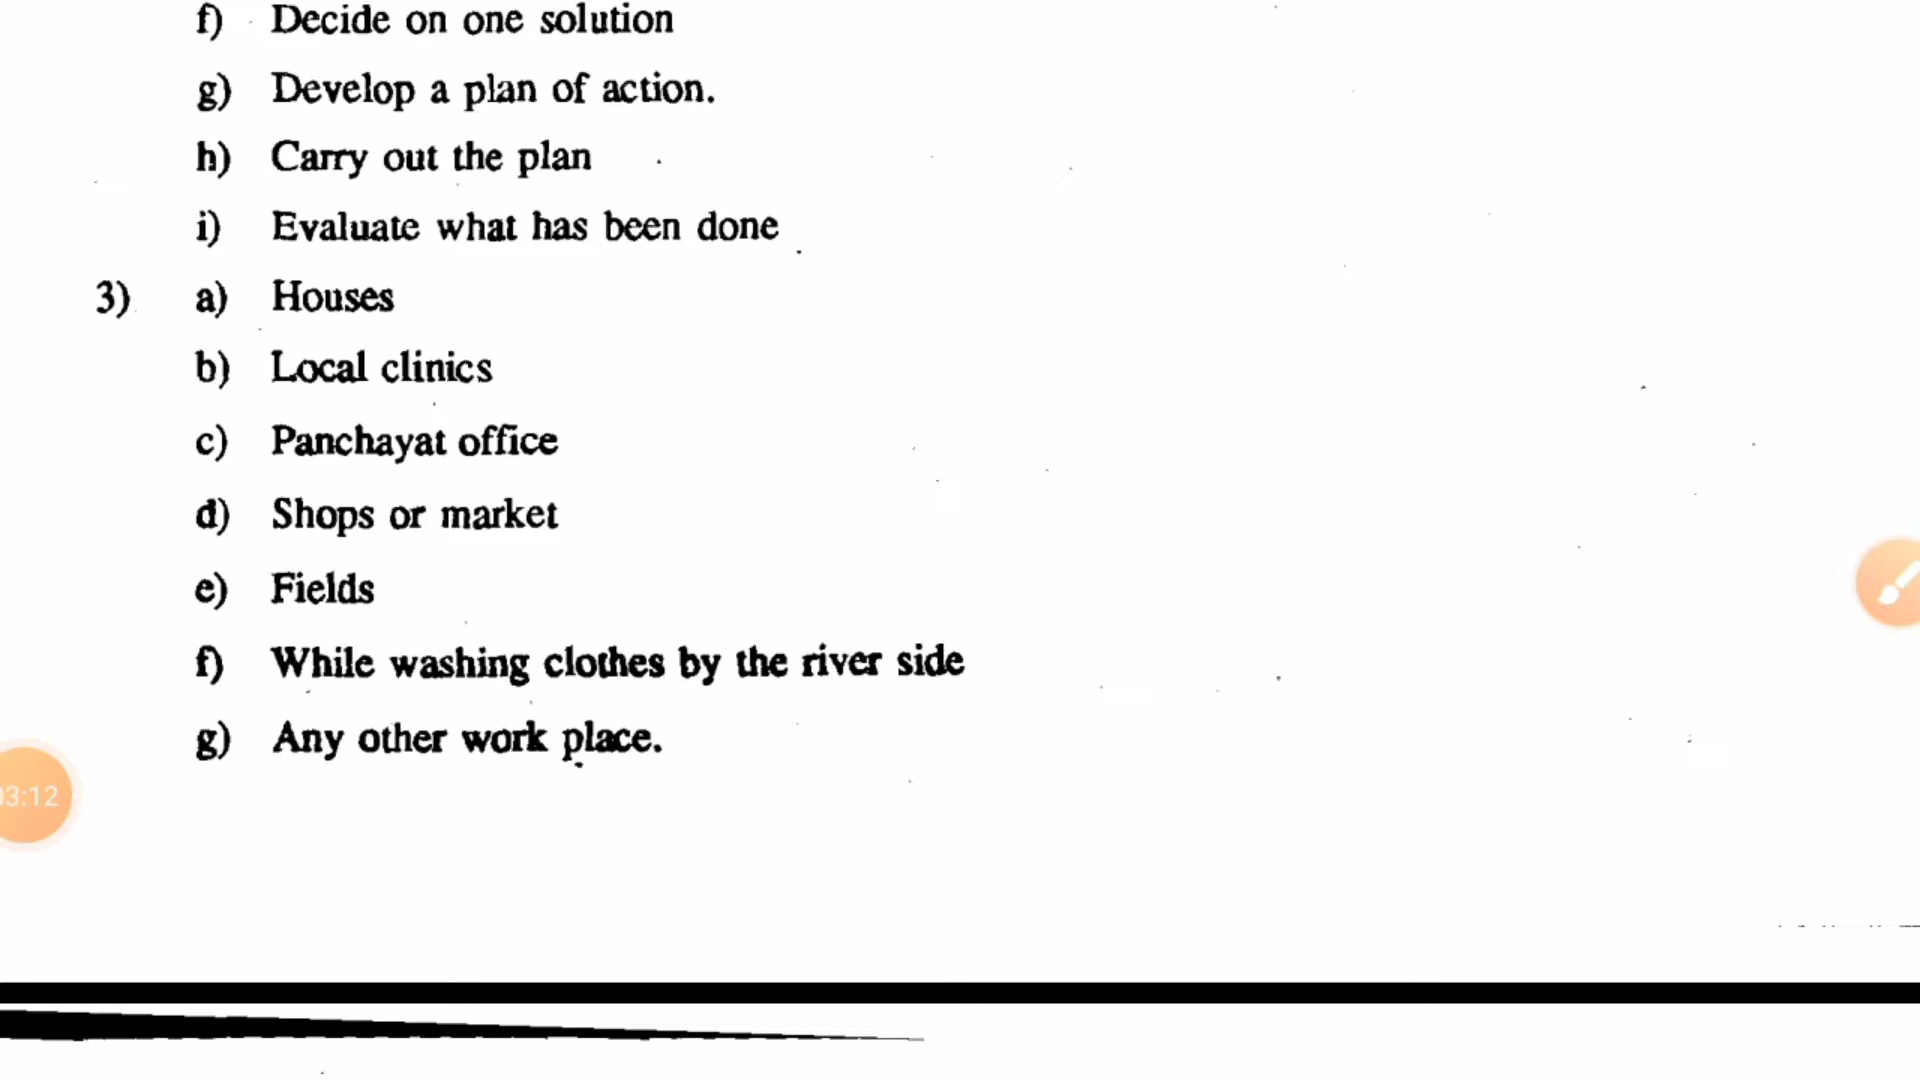 f) Decide on one solution
g) Develop a plan of action.
h) Carry out the plan
i) Evaluate what has been done
3) a) Houses
b) Local clinics
c) Panchayat office
d) Shops or market
e) Fields
f) While washing clothes by the river side
g) Any other work place.
03:12